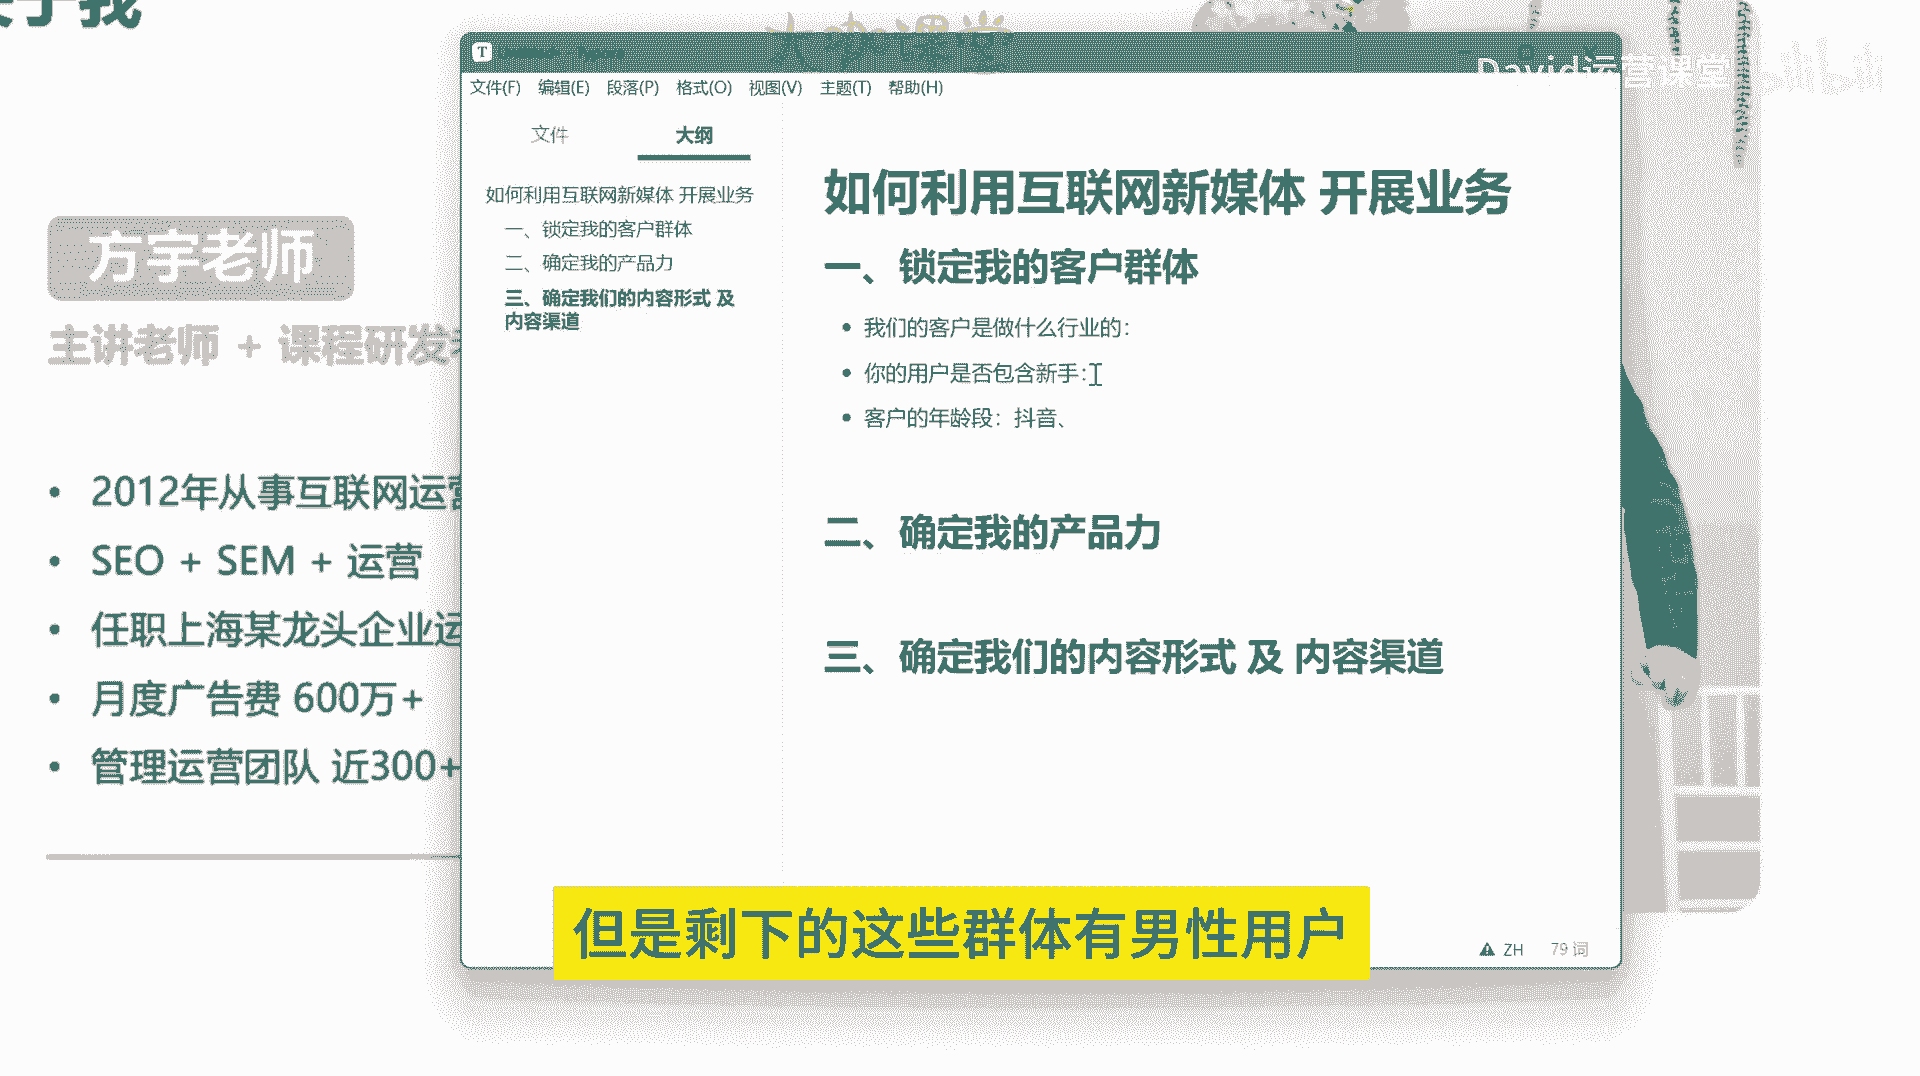 方宇老师
主讲老师 + 课程研发
2012年从事互联网运营
SEO + SEM + 运营
任职上海某龙头企业运
月度广告费 600万+
管理运营团队 近300+
David运营课堂
bilibili
文件(F) 编辑(E) 段落(P) 格式(O) 视图(V) 主题(T) 帮助(H)
文件 大纲
如何利用互联网新媒体 开展业务
一、锁定我的客户群体
二、确定我的产品力
三、确定我们的内容形式 及
内容渠道
如何利用互联网新媒体 开展业务
一、锁定我的客户群体
我们的客户是做什么行业的：
你的用户是否包含新手：
客户的年龄段：抖音、
二、确定我的产品力
三、确定我们的内容形式 及 内容渠道
ZH 79 词
但是剩下的这些群体有男性用户